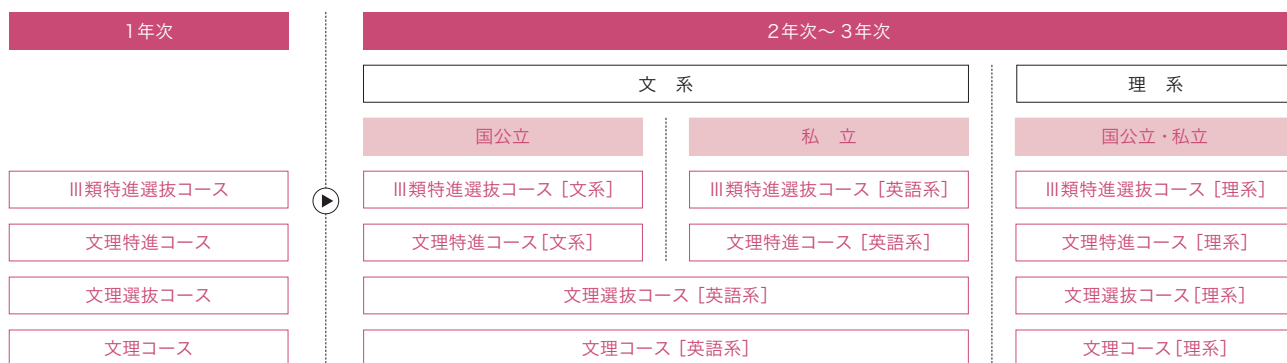 1年次
2年次〜3年次
文 系
理 系
国公立
私 立
国公立・私立
Ⅲ類特進選抜コース
Ⅲ類特進選抜コース [文系]
Ⅲ類特進選抜コース [英語系]
Ⅲ類特進選抜コース [理系]
文理特進コース
文理特進コース[文系]
文理特進コース [英語系]
文理特進コース [理系]
文理選抜コース
文理選抜コース [英語系]
文理選抜コース[理系]
文理コース
文理コース [英語系]
文理コース[理系]